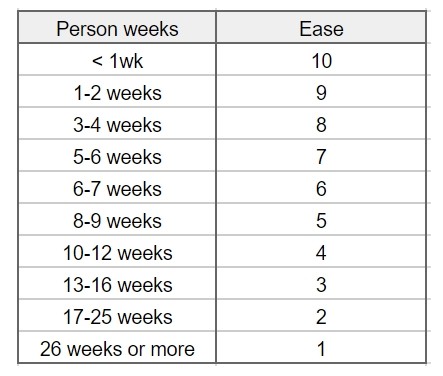 Person weeks Ease
< 1wk 10
1-2 weeks 9
3-4 weeks 8
5-6 weeks 7
6-7 weeks 6
8-9 weeks 5
10-12 weeks 4
13-16 weeks 3
17-25 weeks 2
26 weeks or more 1